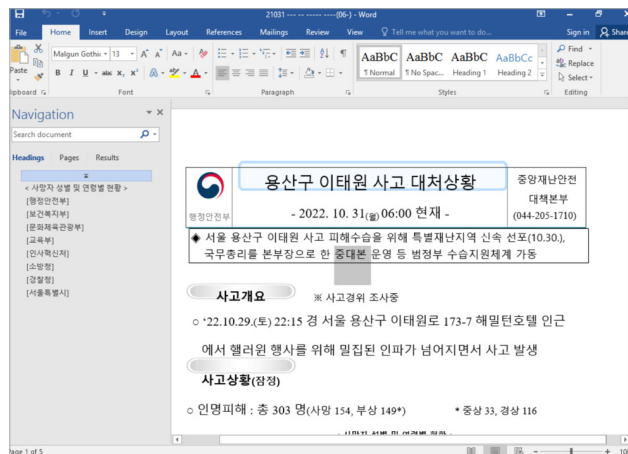 21031 --- -- ----- ----(06-) - Word
File Home Insert Design Layout References Mailings Review View Tell me what you want to do... Sign in Share
Paste
Malgun Gothic 13 A A Aa
B I U abc x, x² A A
AaBbC AaBbC AaBbC AaBbCc
¶ Normal ¶ No Spac... Heading 1 Heading 2
Find
Replace
Select
lipboard Font Paragraph Styles Editing
Navigation
Search document
Headings Pages Results
< 사망자 성별 및 연령별 현황 >
[행정안전부]
[보건복지부]
[문화체육관광부]
[교육부]
[인사혁신처]
[소방청]
[경찰청]
[서울특별시]
행정안전부
용산구 이태원 사고 대처상황
- 2022. 10. 31(월)06:00 현재 -
중앙재난안전
대책본부
(044-205-1710)
◆ 서울 용산구 이태원 사고 피해수습을 위해 특별재난지역 신속 선포(10.30.),
국무총리를 본부장으로 한 중대본 운영 등 범정부 수습지원체계 가동
사고개요 ※ 사고경위 조사중
○ ‘22.10.29.(토) 22:15 경 서울 용산구 이태원로 173-7 해밀턴호텔 인근
에서 핼러윈 행사를 위해 밀집된 인파가 넘어지면서 사고 발생
사고상황(잠정)
○ 인명피해 : 총 303 명(사망 154, 부상 149*) * 중상 33, 경상 116
Page 1 of 5